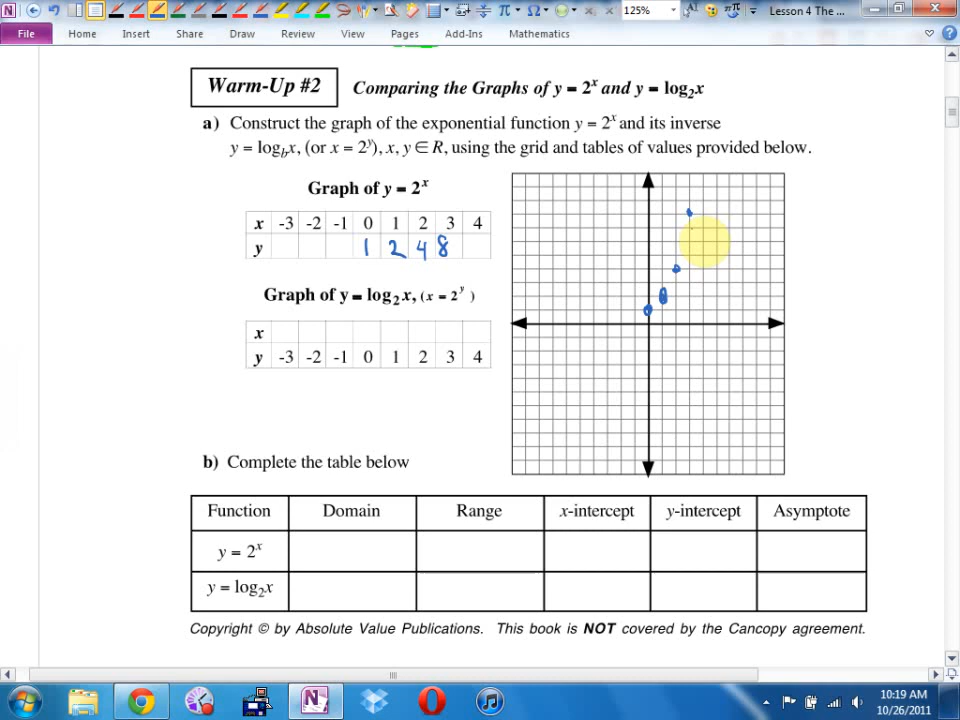 125%
Lesson 4 The ...
File Home Insert Share Draw Review View Pages Add-Ins Mathematics
Warm-Up #2 Comparing the Graphs of y = 2ˣ and y = log₂x
a) Construct the graph of the exponential function y = 2ˣ and its inverse
y = log_b x, (or x = 2ʸ), x, y ∈ R, using the grid and tables of values provided below.
Graph of y = 2ˣ
x -3 -2 -1 0 1 2 3 4
y 1 2 4 8
Graph of y = log₂x, (x = 2ʸ)
x
y -3 -2 -1 0 1 2 3 4
b) Complete the table below
Function Domain Range x-intercept y-intercept Asymptote
y = 2ˣ
y = log₂x
Copyright © by Absolute Value Publications. This book is NOT covered by the Cancopy agreement.
10:19 AM
10/26/2011